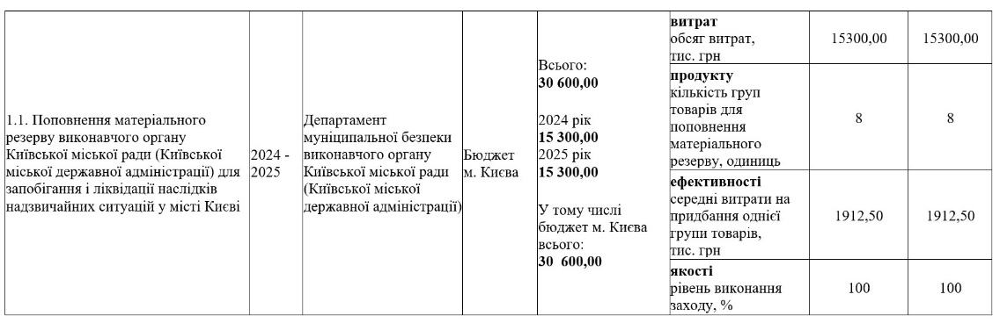 1.1. Поповнення матеріального
резерву виконавчого органу
Київської міської ради (Київської
міської державної адміністрації) для
запобігання і ліквідації наслідків
надзвичайних ситуацій у місті Києві
2024 -
2025
Департамент
муніципальної безпеки
виконавчого органу
Київської міської ради
(Київської міської
державної адміністрації)
Бюджет
м. Києва
Всього:
30 600,00
2024 рік
15 300,00
2025 рік
15 300,00
У тому числі
бюджет м. Києва
всього:
30 600,00
витрат
обсяг витрат,
тис. грн
15300,00
15300,00
продукту
кількість груп
товарів для
поповнення
матеріального
резерву, одиниць
8
8
ефективності
середні витрати на
придбання однієї
групи товарів,
тис. грн
1912,50
1912,50
якості
рівень виконання
заходу, %
100
100